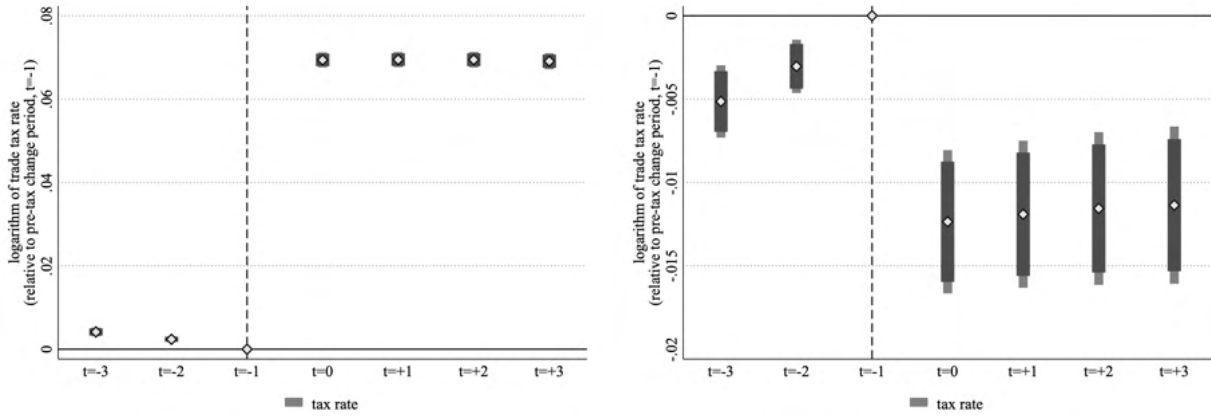 logarithm of trade tax rate
(relative to pre-tax change period, t=-1)
.08
.06
.04
.02
0
t=-3 t=-2 t=-1 t=0 t=+1 t=+2 t=+3
tax rate
logarithm of trade tax rate
(relative to pre-tax change period, t=-1)
0
-.005
-.01
-.015
-.02
t=-3 t=-2 t=-1 t=0 t=+1 t=+2 t=+3
tax rate